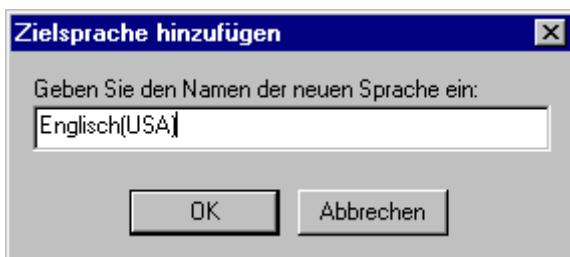 Zielsprache hinzufügen
Geben Sie den Namen der neuen Sprache ein:
Englisch(USA)
OK
Abbrechen